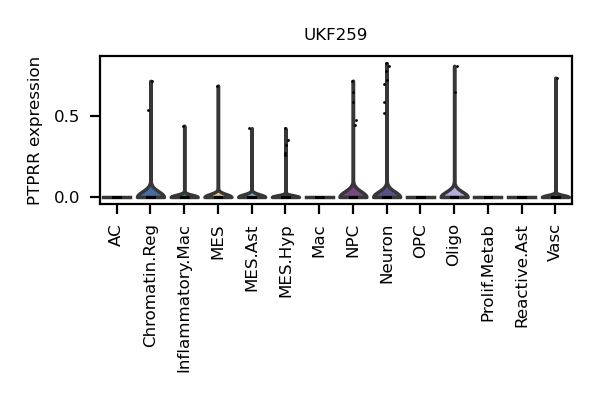 UKF259
PTPRR expression
0.5
0.0
AC
Chromatin.Reg
Inflammatory.Mac
MES
MES.Ast
MES.Hyp
Mac
NPC
Neuron
OPC
Oligo
Prolif.Metab
Reactive.Ast
Vasc